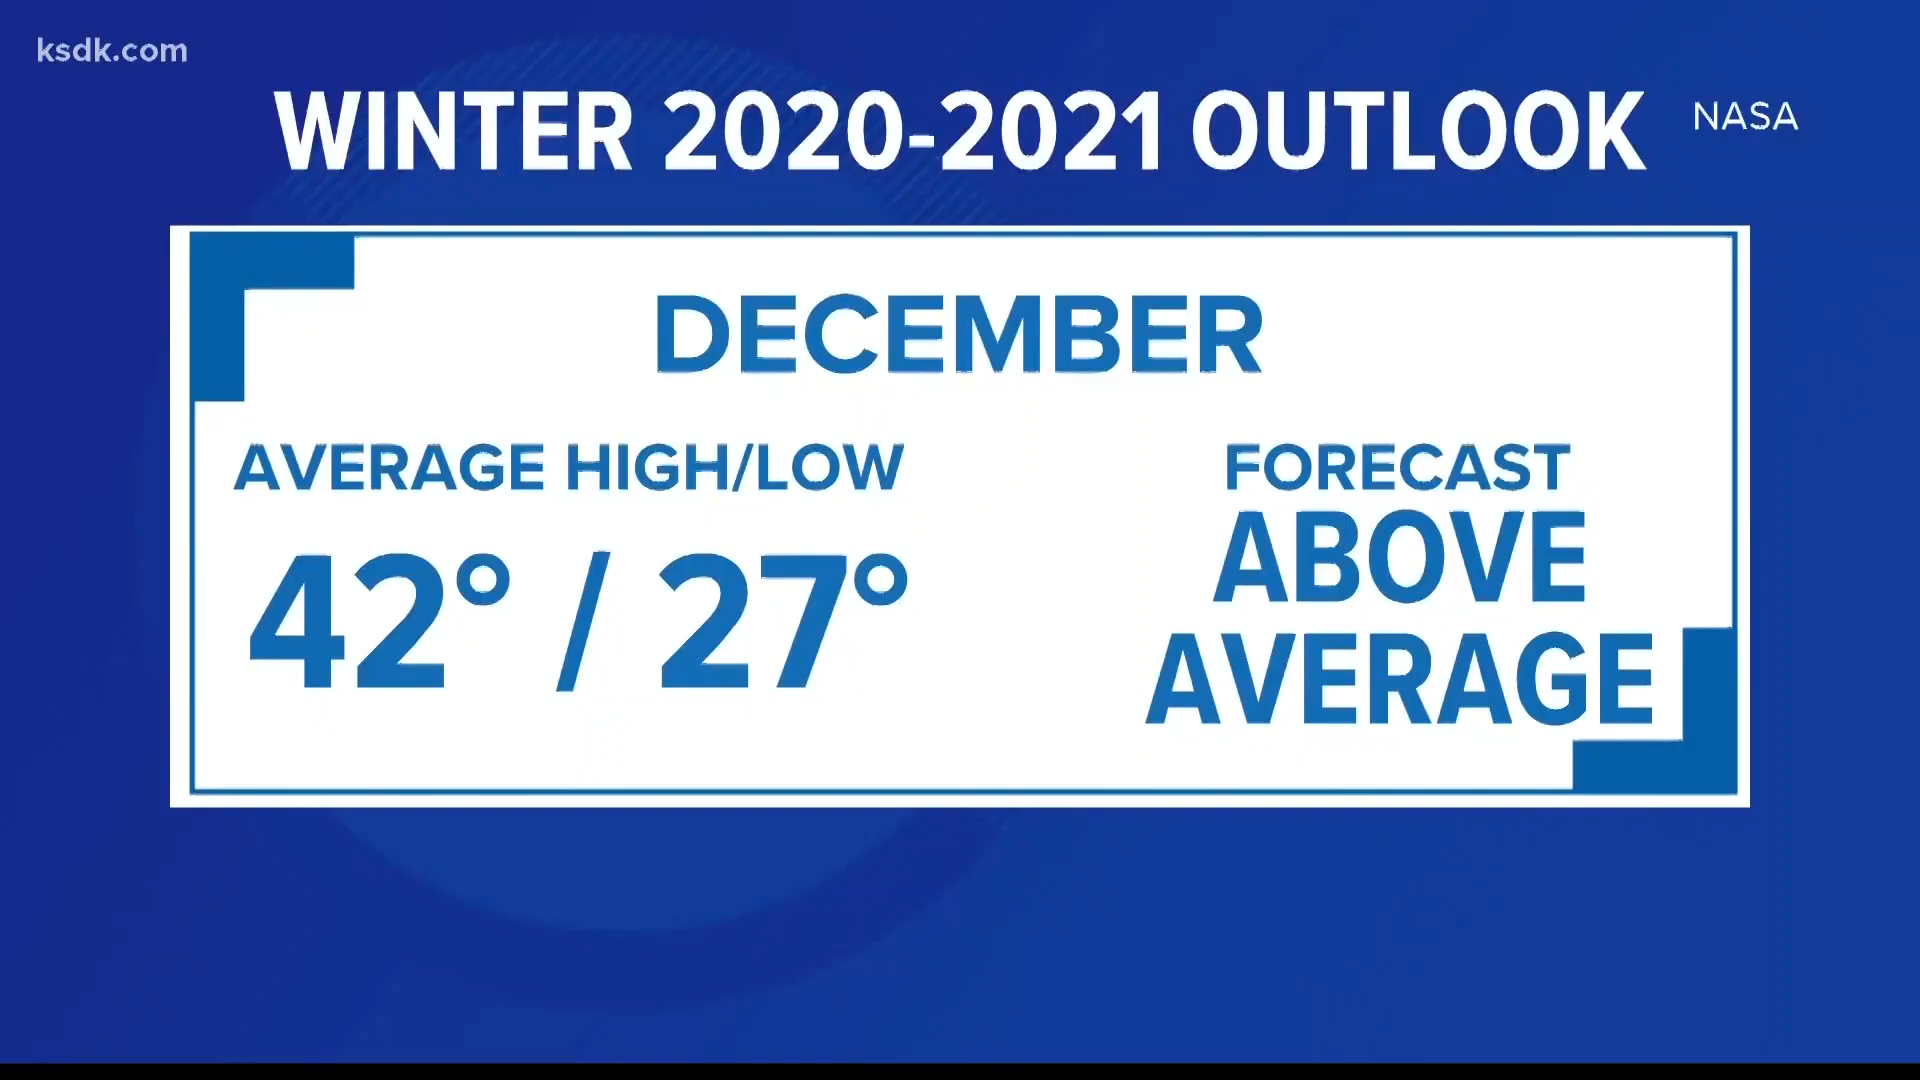 ksdk.com
WINTER 2020-2021 OUTLOOK
NASA
DECEMBER
AVERAGE HIGH/LOW
42° / 27°
FORECAST
ABOVE
AVERAGE